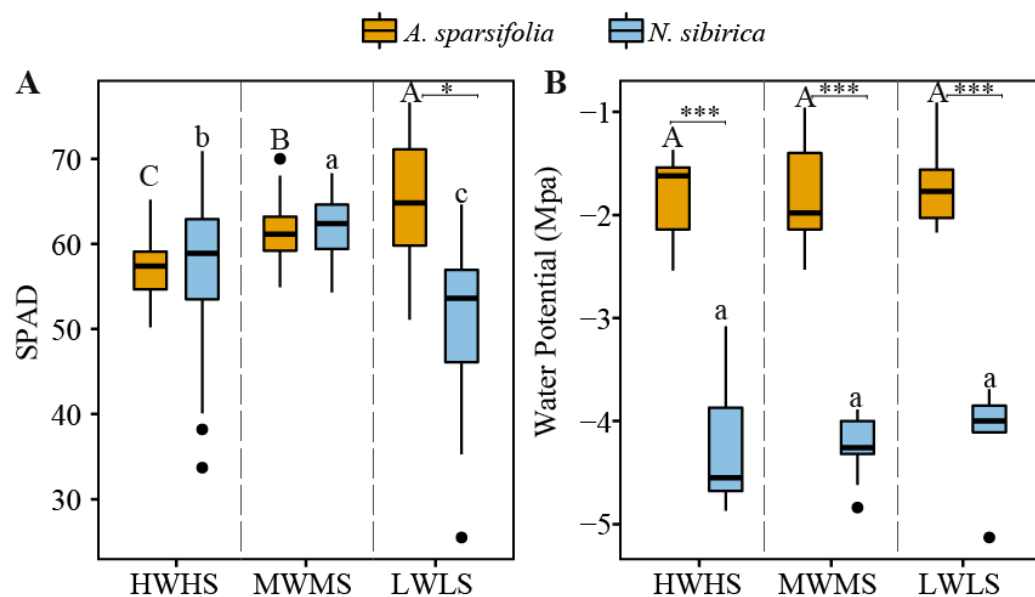 A. sparsifolia N. sibirica
A
B
SPAD
70
60
50
40
30
C
b
B
a
A
*
c
HWHS MWMS LWLS
Water Potential (Mpa)
−1
−2
−3
−4
−5
A
***
a
A
***
a
A
***
a
HWHS MWMS LWLS